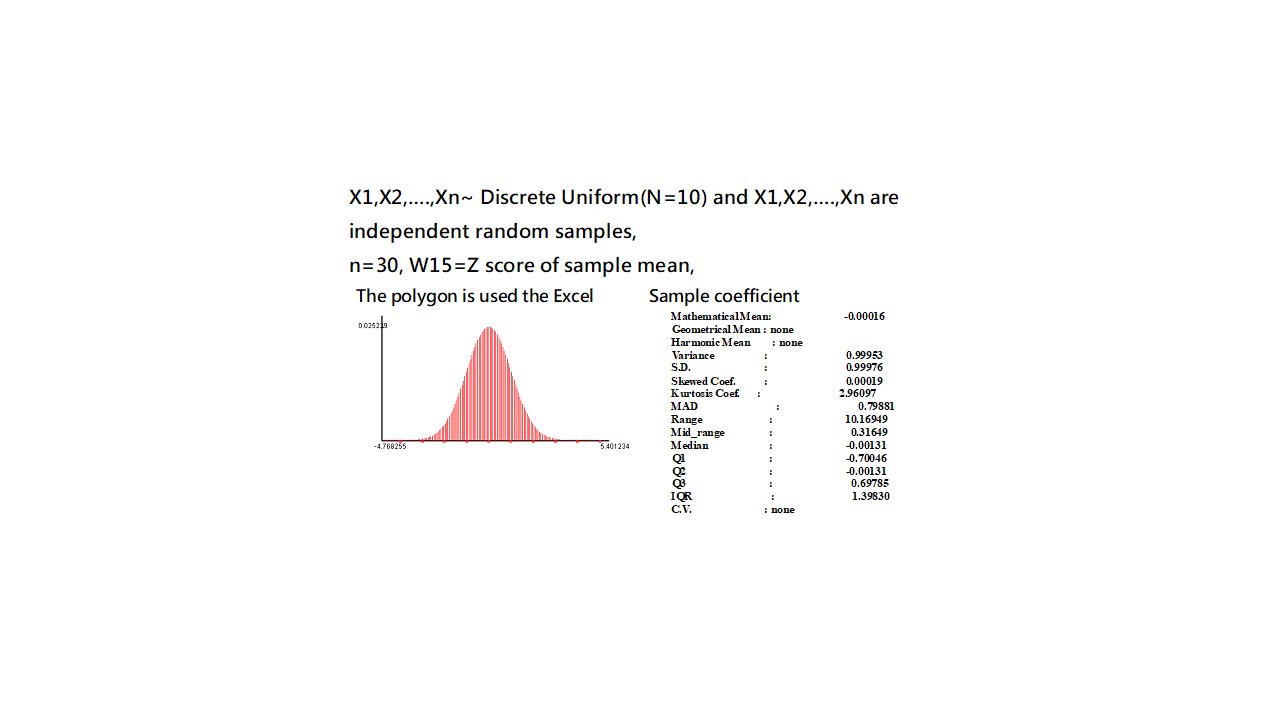 X1,X2,....,Xn~ Discrete Uniform(N=10) and X1,X2,....,Xn are
independent random samples,
n=30, W15=Z score of sample mean,
The polygon is used the Excel
0.025239
-4.768255 5.401234
Sample coefficient
Mathematical Mean: -0.00016
Geometrical Mean : none
Harmonic Mean : none
Variance : 0.99953
S.D. : 0.99976
Skewed Coef. : 0.00019
Kurtosis Coef. : 2.96097
MAD : 0.79881
Range : 10.16949
Mid_range : 0.31649
Median : -0.00131
Q1 : -0.70046
Q2 : -0.00131
Q3 : 0.69785
IQR : 1.39830
C.V. : none